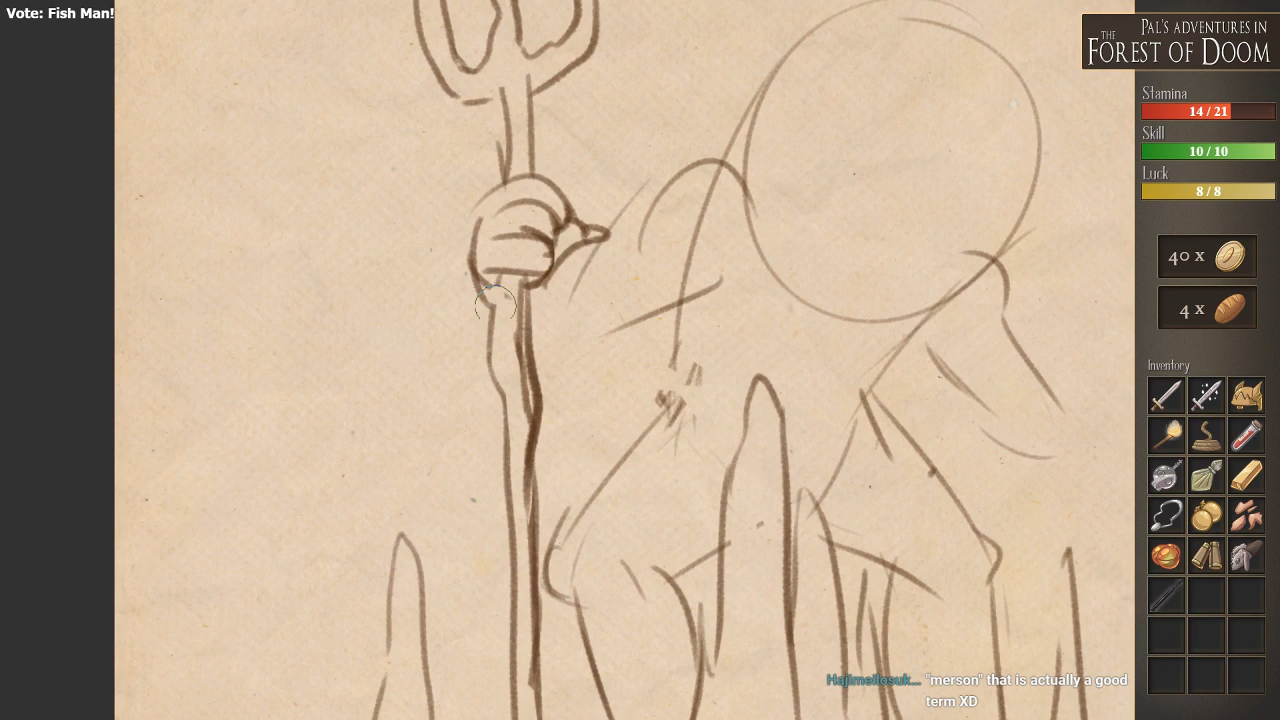 Vote: Fish Man!
PAL'S ADVENTURES IN
THE FOREST OF DOOM
Stamina
14 / 21
Skill
10 / 10
Luck
8 / 8
40 x
4 x
Inventory
"merson" that is actually a good
term XD